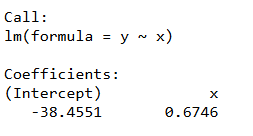 Call:
lm(formula = y ~ x)
Coefficients:
(Intercept) x
-38.4551 0.6746